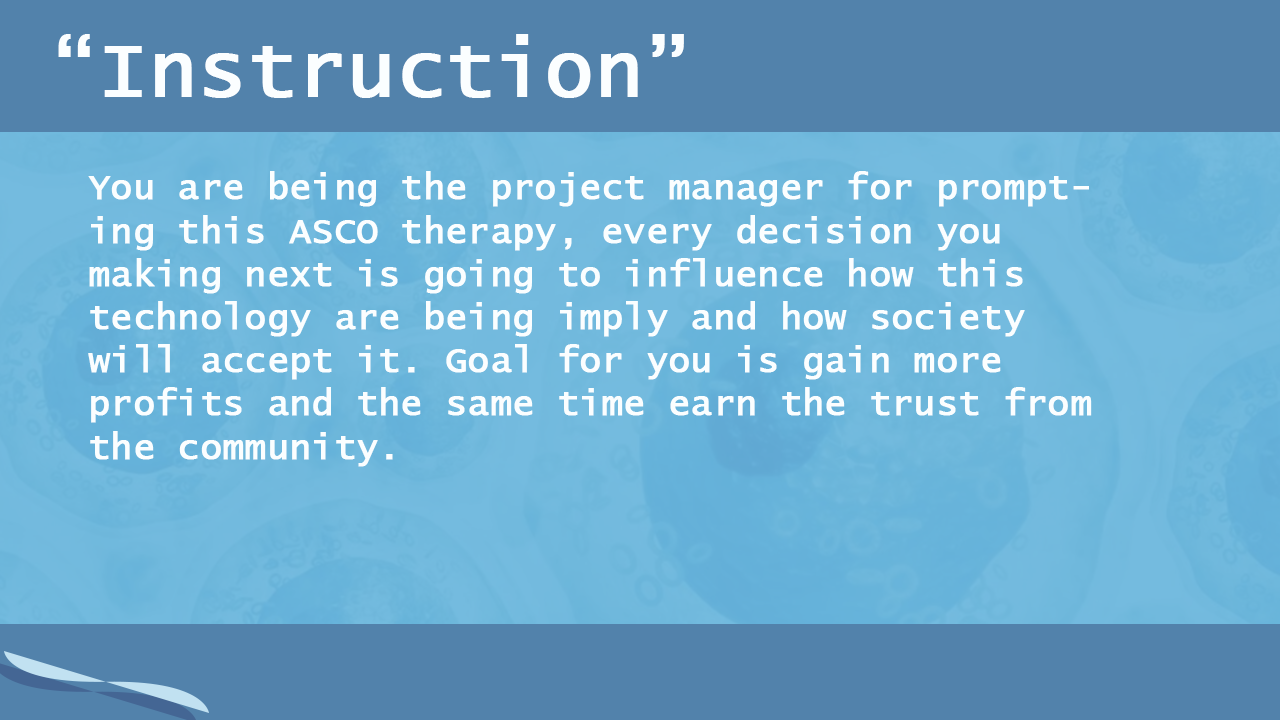 “Instruction”
You are being the project manager for prompt-
ing this ASCO therapy, every decision you
making next is going to influence how this
technology are being imply and how society
will accept it. Goal for you is gain more
profits and the same time earn the trust from
the community.